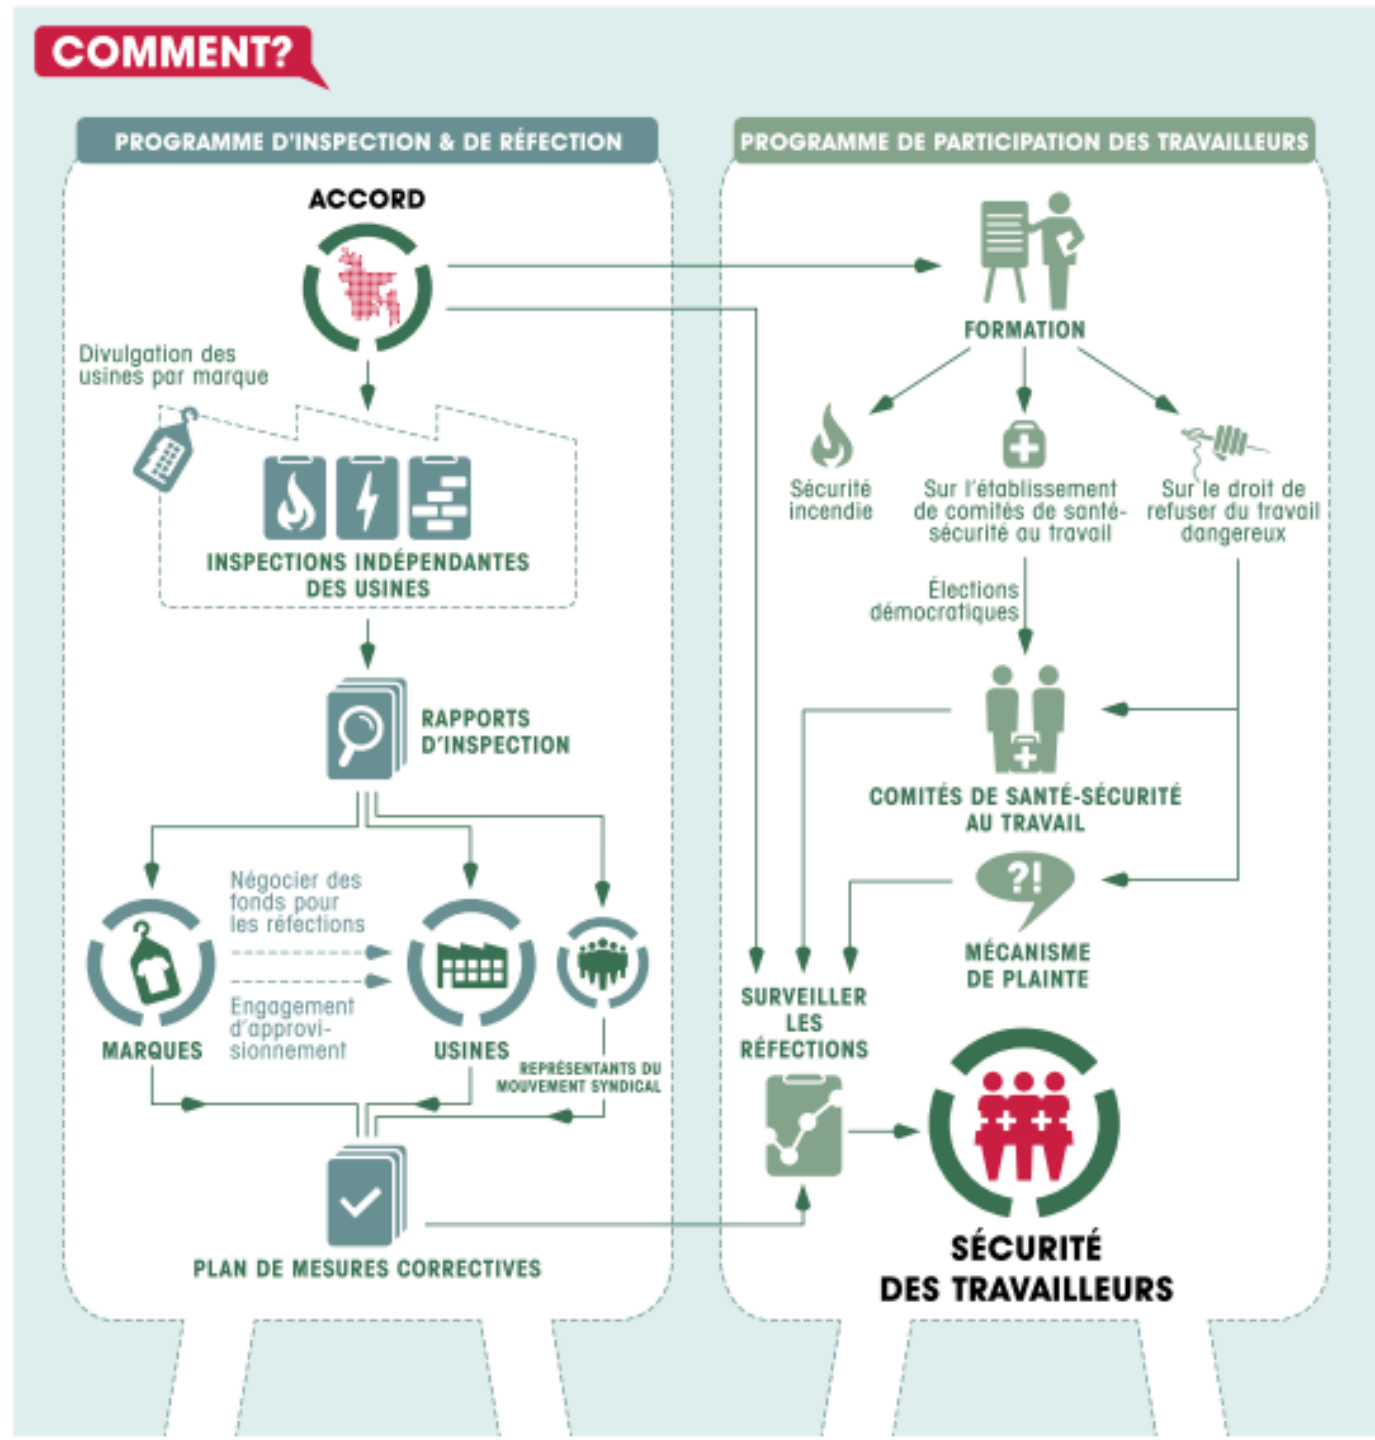 COMMENT?
PROGRAMME D'INSPECTION & DE RÉFECTION
ACCORD
Divulgation des
usines par marque
INSPECTIONS INDÉPENDANTES
DES USINES
RAPPORTS
D'INSPECTION
Négocier des
fonds pour
les réfections
Engagement
d'approvi-
sionnement
MARQUES
USINES
REPRÉSENTANTS DU
MOUVEMENT SYNDICAL
PLAN DE MESURES CORRECTIVES
PROGRAMME DE PARTICIPATION DES TRAVAILLEURS
FORMATION
Sécurité
incendie
Sur l'établissement
de comités de santé-
sécurité au travail
Sur le droit de
refuser du travail
dangereux
Élections
démocratiques
COMITÉS DE SANTÉ-SÉCURITÉ
AU TRAVAIL
?!
MÉCANISME
DE PLAINTE
SURVEILLER
LES
RÉFECTIONS
SÉCURITÉ
DES TRAVAILLEURS